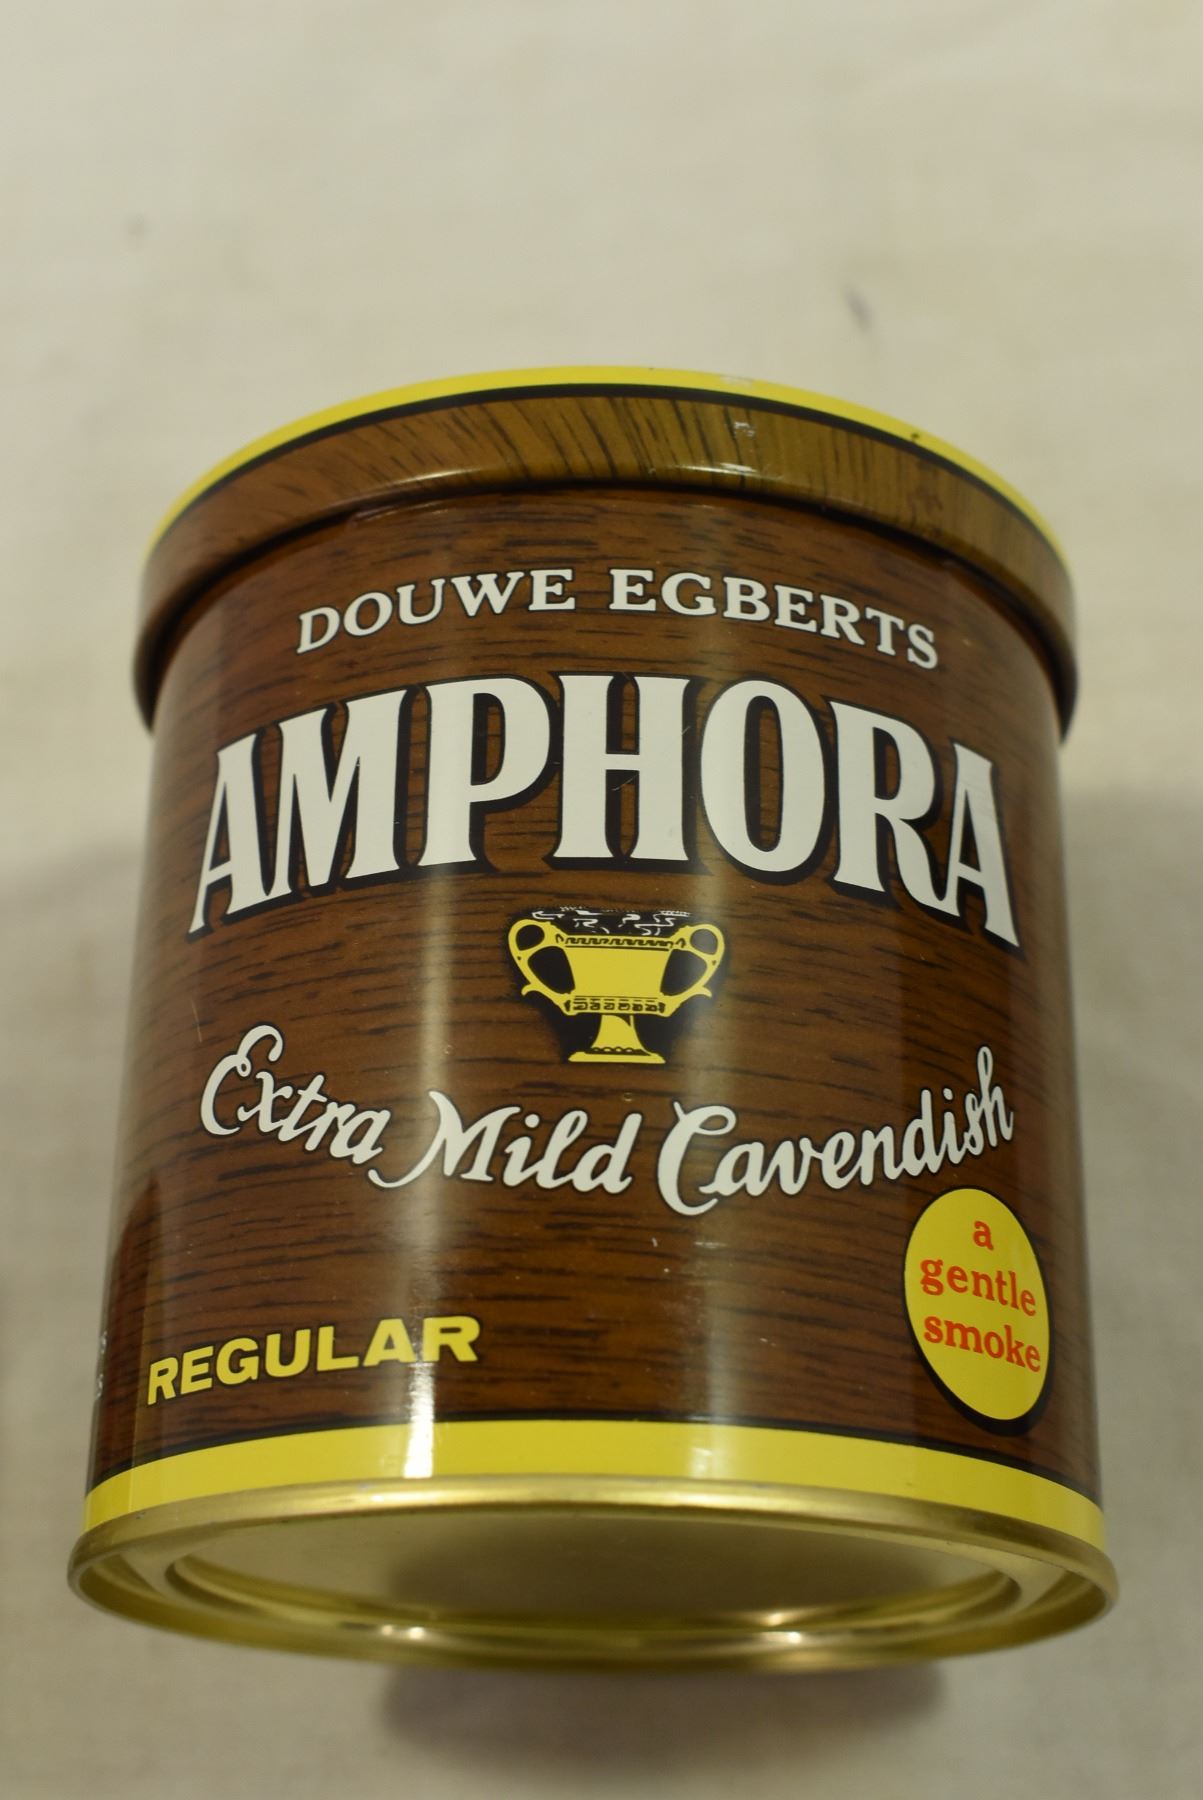 DOUWE EGBERTS
AMPHORA
Extra Mild Cavendish
REGULAR
a
gentle
smoke